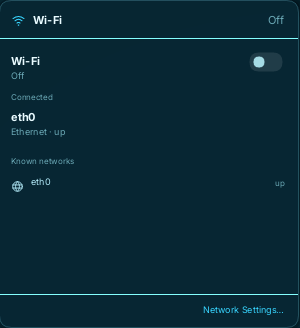 Wi-Fi Off
Wi-Fi
Off
Connected
eth0
Ethernet · up
Known networks
eth0 up
Network Settings...